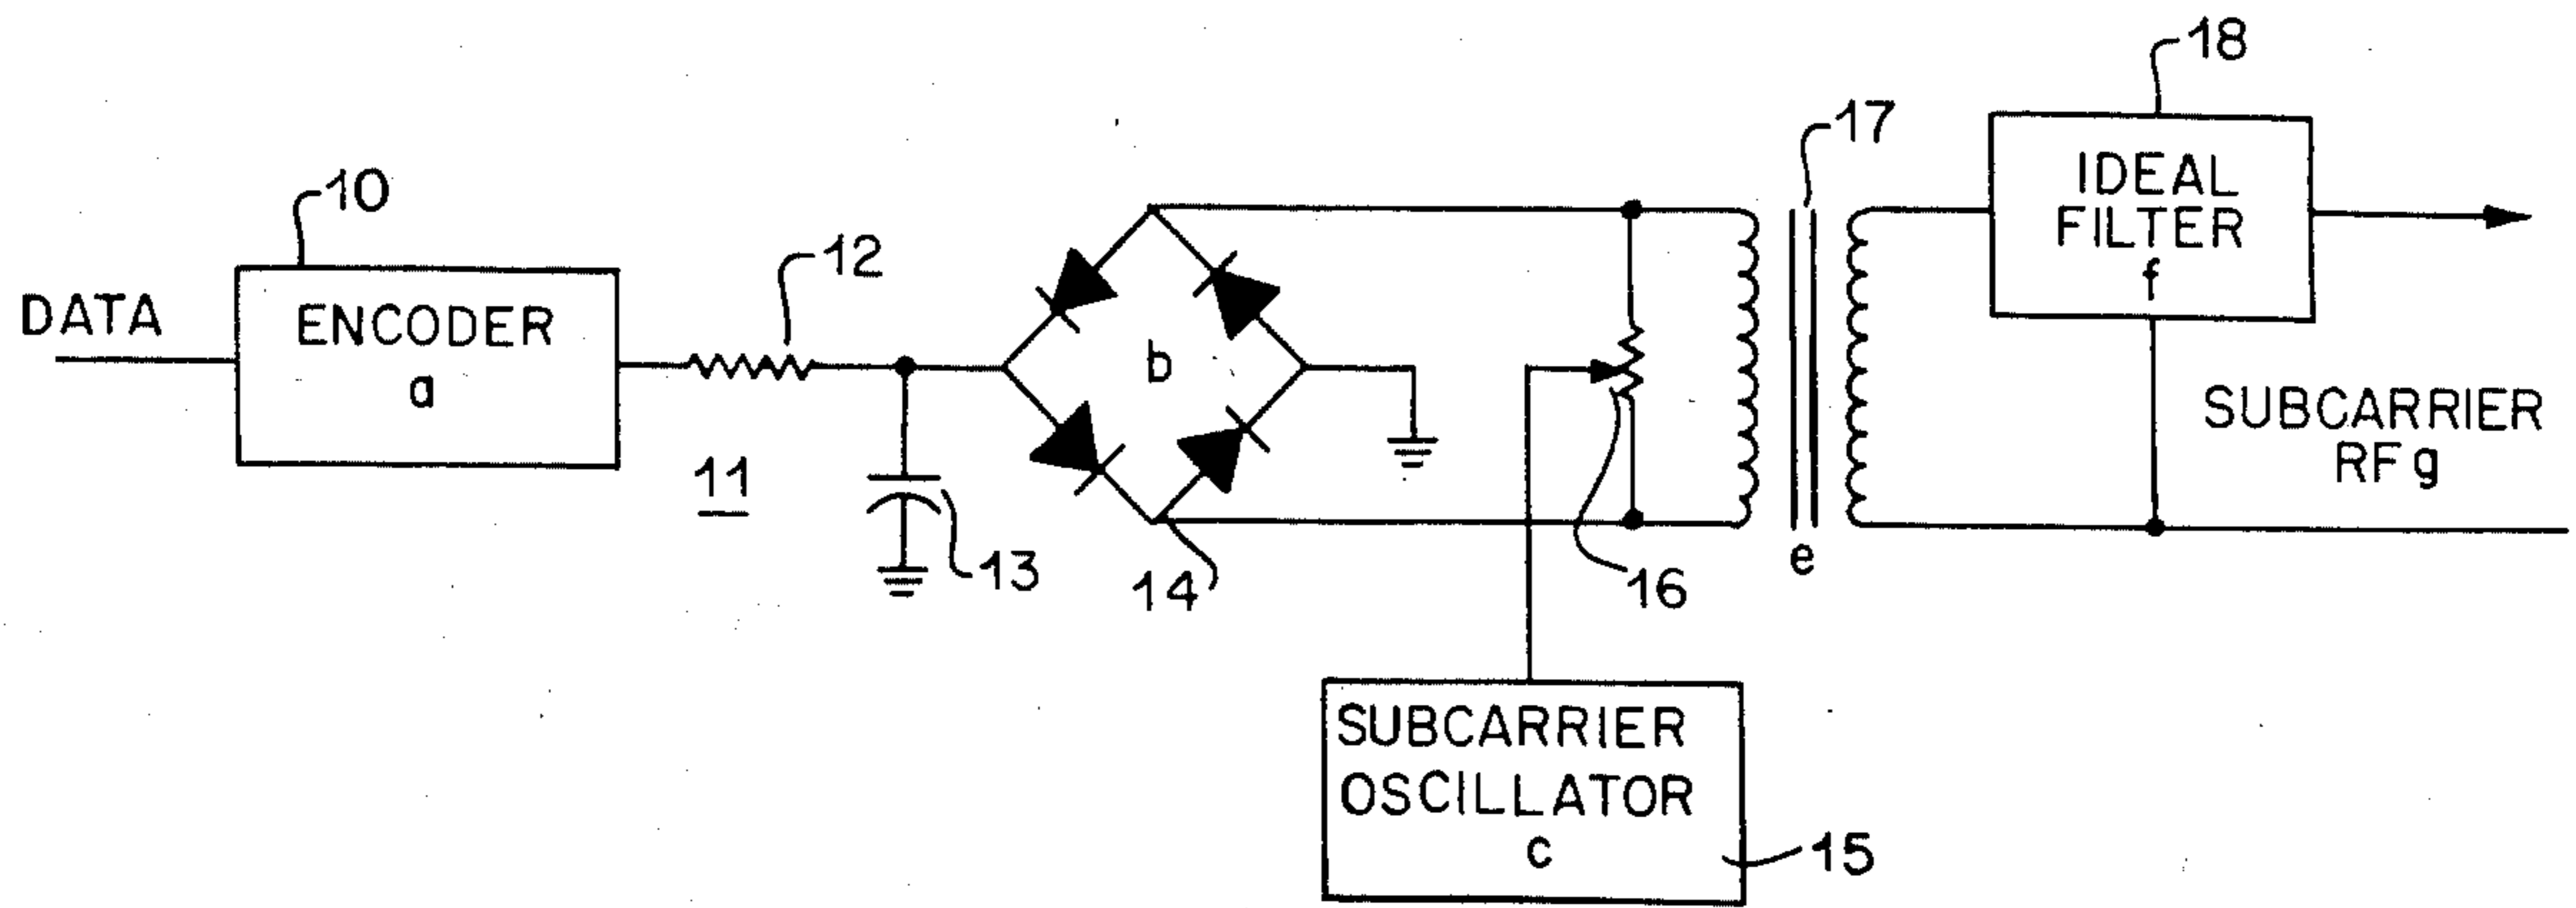 18
17
IDEAL
FILTER
f
10
12
DATA
ENCODER
a
b
SUBCARRIER
RF g
11
13
14
16
e
SUBCARRIER
OSCILLATOR
c
15